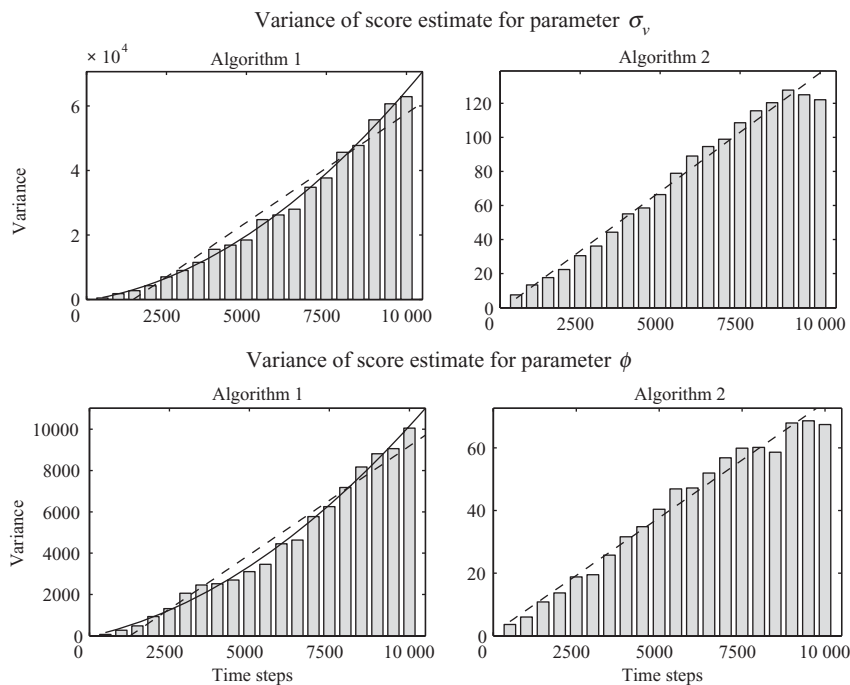 Variance of score estimate for parameter σv
× 10^4
Algorithm 1
Algorithm 2
Variance
6
4
2
0
0 2500 5000 7500 10 000
120
100
80
60
40
20
0
0 2500 5000 7500 10 000
Variance of score estimate for parameter ϕ
Algorithm 1
Algorithm 2
Variance
10000
8000
6000
4000
2000
0
0 2500 5000 7500 10 000
Time steps
60
40
20
0
0 2500 5000 7500 10 000
Time steps